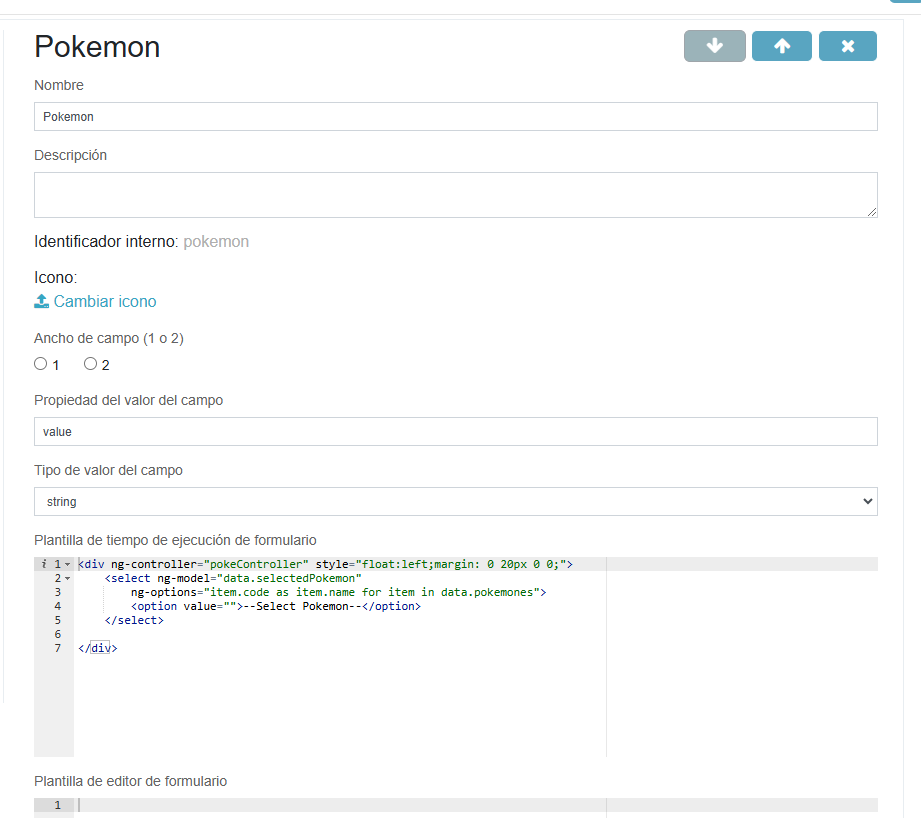 Pokemon
Nombre
Pokemon
Descripción
Identificador interno: pokemon
Icono:
Cambiar icono
Ancho de campo (1 o 2)
1 2
Propiedad del valor del campo
value
Tipo de valor del campo
string
Plantilla de tiempo de ejecución de formulario
i 1 <div ng-controller="pokeController" style="float:left;margin: 0 20px 0 0;">
2 <select ng-model="data.selectedPokemon"
3 ng-options="item.code as item.name for item in data.pokemones">
4 <option value="">--Select Pokemon--</option>
5 </select>
6
7 </div>
Plantilla de editor de formulario
1